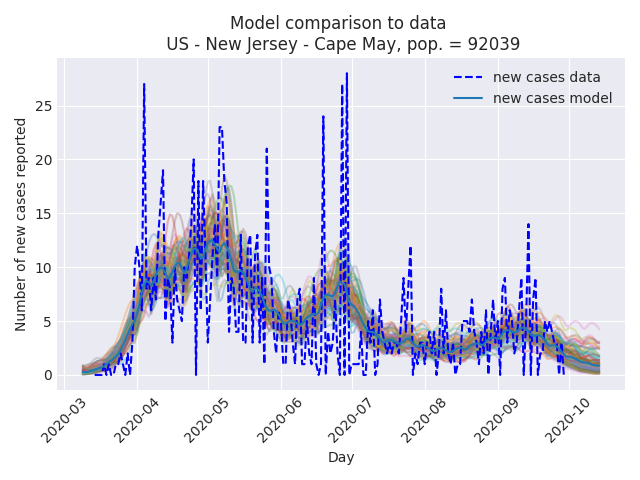 Model comparison to data
US - New Jersey - Cape May, pop. = 92039
new cases data
new cases model
Number of new cases reported
25
20
15
10
5
0
2020-03
2020-04
2020-05
2020-06
2020-07
2020-08
2020-09
2020-10
Day